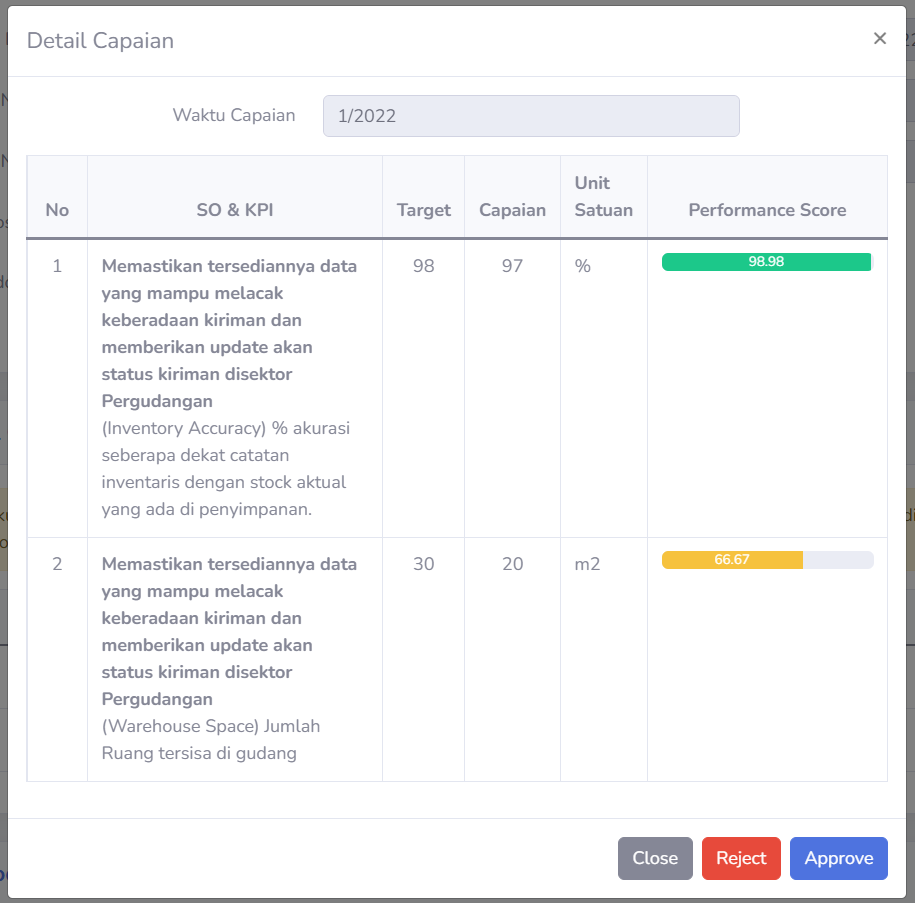 Detail Capaian
×
Waktu Capaian
1/2022
No
SO & KPI
Target
Capaian
Unit
Satuan
Performance Score
1
Memastikan tersediannya data
yang mampu melacak
keberadaan kiriman dan
memberikan update akan
status kiriman disektor
Pergudangan
(Inventory Accuracy) % akurasi
seberapa dekat catatan
inventaris dengan stock aktual
yang ada di penyimpanan.
98
97
%
98.98
2
Memastikan tersediannya data
yang mampu melacak
keberadaan kiriman dan
memberikan update akan
status kiriman disektor
Pergudangan
(Warehouse Space) Jumlah
Ruang tersisa di gudang
30
20
m2
66.67
Close
Reject
Approve